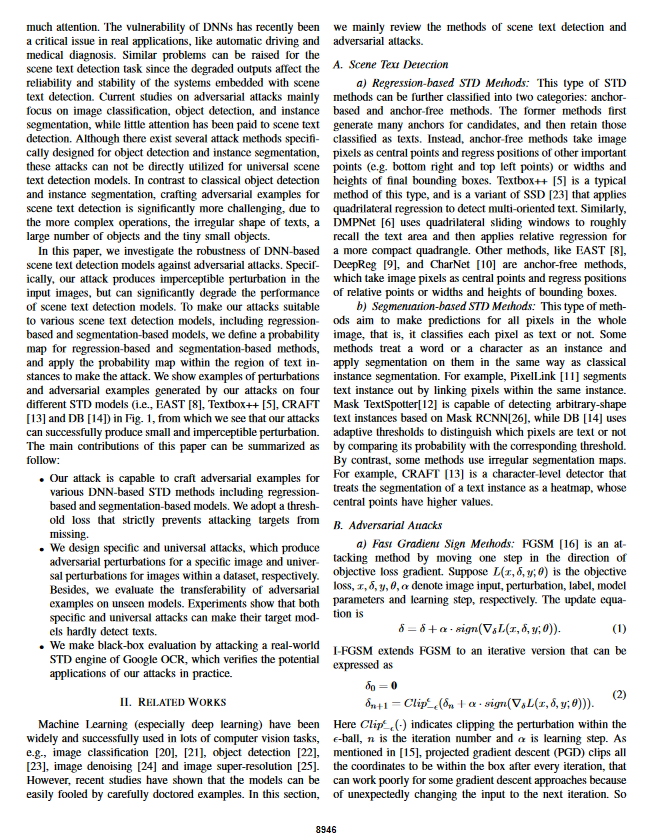 much attention. The vulnerability of DNNs has recently been
a critical issue in real applications, like automatic driving and
medical diagnosis. Similar problems can be raised for the
scene text detection task since the degraded outputs affect the
reliability and stability of the systems embedded with scene
text detection. Current studies on adversarial attacks mainly
focus on image classification, object detection, and instance
segmentation, while little attention has been paid to scene text
detection. Although there exist several attack methods specifi-
cally designed for object detection and instance segmentation,
these attacks can not be directly utilized for universal scene
text detection models. In contrast to classical object detection
and instance segmentation, crafting adversarial examples for
scene text detection is significantly more challenging, due to
the more complex operations, the irregular shape of texts, a
large number of objects and the tiny small objects.
In this paper, we investigate the robustness of DNN-based
scene text detection models against adversarial attacks. Specif-
ically, our attack produces imperceptible perturbation in the
input images, but can significantly degrade the performance
of scene text detection models. To make our attacks suitable
to various scene text detection models, including regression-
based and segmentation-based models, we define a probability
map for regression-based and segmentation-based methods,
and apply the probability map within the region of text in-
stances to make the attack. We show examples of perturbations
and adversarial examples generated by our attacks on four
different STD models (i.e., EAST [8], Textbox++ [5], CRAFT
[13] and DB [14]) in Fig. 1, from which we see that our attacks
can successfully produce small and imperceptible perturbation.
The main contributions of this paper can be summarized as
follow:
• Our attack is capable to craft adversarial examples for
various DNN-based STD methods including regression-
based and segmentation-based models. We adopt a thresh-
old loss that strictly prevents attacking targets from
missing.
• We design specific and universal attacks, which produce
adversarial perturbations for a specific image and univer-
sal perturbations for images within a dataset, respectively.
Besides, we evaluate the transferability of adversarial
examples on unseen models. Experiments show that both
specific and universal attacks can make their target mod-
els hardly detect texts.
• We make black-box evaluation by attacking a real-world
STD engine of Google OCR, which verifies the potential
applications of our attacks in practice.
II. RELATED WORKS
Machine Learning (especially deep learning) have been
widely and successfully used in lots of computer vision tasks,
e.g., image classification [20], [21], object detection [22],
[23], image denoising [24] and image super-resolution [25].
However, recent studies have shown that the models can be
easily fooled by carefully doctored examples. In this section,
we mainly review the methods of scene text detection and
adversarial attacks.
A. Scene Text Detection
a) Regression-based STD Methods: This type of STD
methods can be further classified into two categories: anchor-
based and anchor-free methods. The former methods first
generate many anchors for candidates, and then retain those
classified as texts. Instead, anchor-free methods take image
pixels as central points and regress positions of other important
points (e.g. bottom right and top left points) or widths and
heights of final bounding boxes. Textbox++ [5] is a typical
method of this type, and is a variant of SSD [23] that applies
quadrilateral regression to detect multi-oriented text. Similarly,
DMPNet [6] uses quadrilateral sliding windows to roughly
recall the text area and then applies relative regression for
a more compact quadrangle. Other methods, like EAST [8],
DeepReg [9], and CharNet [10] are anchor-free methods,
which take image pixels as central points and regress positions
of relative points or widths and heights of bounding boxes.
b) Segmentation-based STD Methods: This type of meth-
ods aim to make predictions for all pixels in the whole
image, that is, it classifies each pixel as text or not. Some
methods treat a word or a character as an instance and
apply segmentation on them in the same way as classical
instance segmentation. For example, PixelLink [11] segments
text instance out by linking pixels within the same instance.
Mask TextSpotter[12] is capable of detecting arbitrary-shape
text instances based on Mask RCNN[26], while DB [14] uses
adaptive thresholds to distinguish which pixels are text or not
by comparing its probability with the corresponding threshold.
By contrast, some methods use irregular segmentation maps.
For example, CRAFT [13] is a character-level detector that
treats the segmentation of a text instance as a heatmap, whose
central points have higher values.
B. Adversarial Attacks
a) Fast Gradient Sign Methods: FGSM [16] is an at-
tacking method by moving one step in the direction of
objective loss gradient. Suppose L(x, δ, y; θ) is the objective
loss, x, δ, y, θ, α denote image input, perturbation, label, model
parameters and learning step, respectively. The update equa-
tion is
δ = δ + α · sign(∇δL(x, δ, y; θ)). (1)
I-FGSM extends FGSM to an iterative version that can be
expressed as
δ0 = 0
δn+1 = Clip^ϵ_−ϵ(δn + α · sign(∇δL(x, δ, y; θ))). (2)
Here Clip^ϵ_−ϵ(·) indicates clipping the perturbation within the
ϵ-ball, n is the iteration number and α is learning step. As
mentioned in [15], projected gradient descent (PGD) clips all
the coordinates to be within the box after every iteration, that
can work poorly for some gradient descent approaches because
of unexpectedly changing the input to the next iteration. So
8946